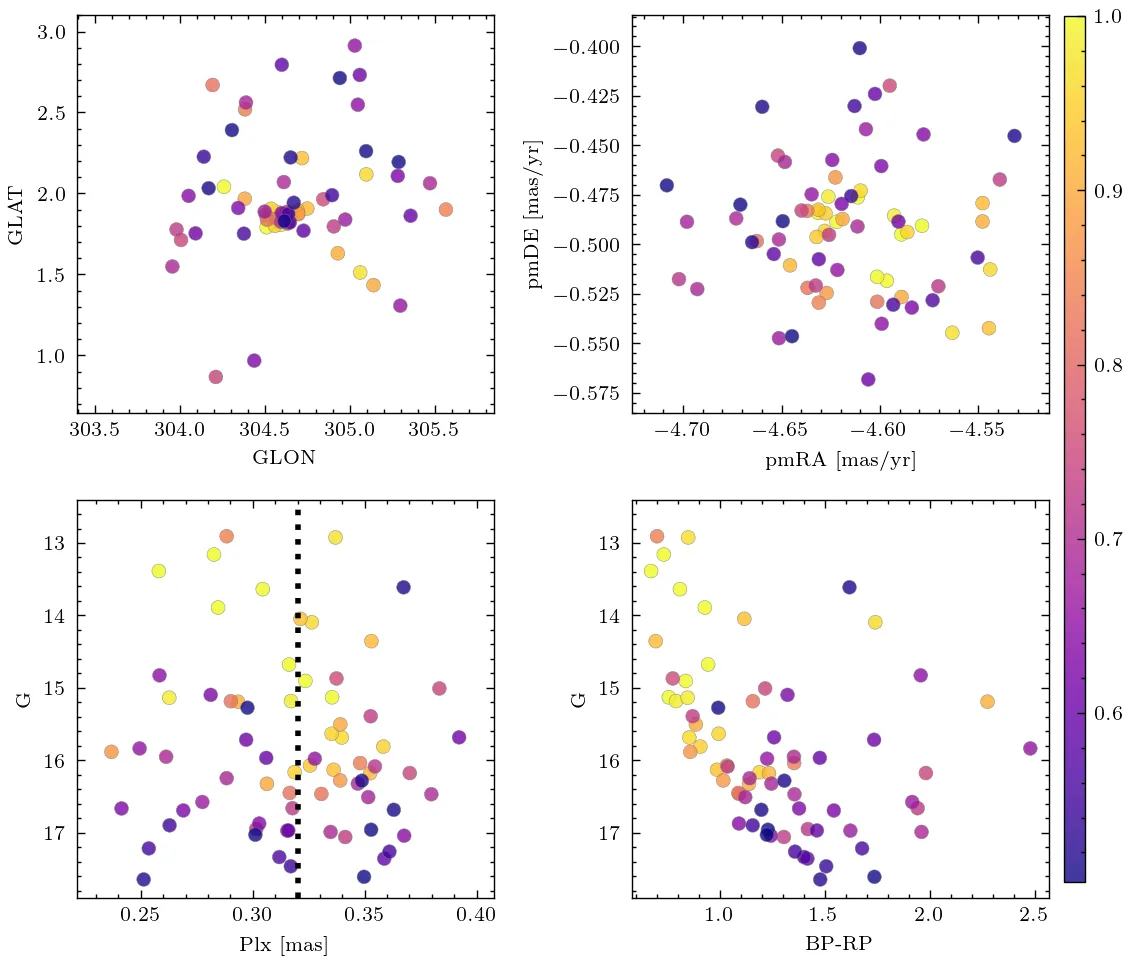 3.0
2.5
2.0
1.5
1.0
GLAT
303.5 304.0 304.5 305.0 305.5
GLON
−0.400
−0.425
−0.450
−0.475
−0.500
−0.525
−0.550
−0.575
pmDE [mas/yr]
−4.70 −4.65 −4.60 −4.55
pmRA [mas/yr]
1.0
0.9
0.8
0.7
0.6
13
14
15
16
17
G
0.25 0.30 0.35 0.40
Plx [mas]
13
14
15
16
17
G
1.0 1.5 2.0 2.5
BP-RP